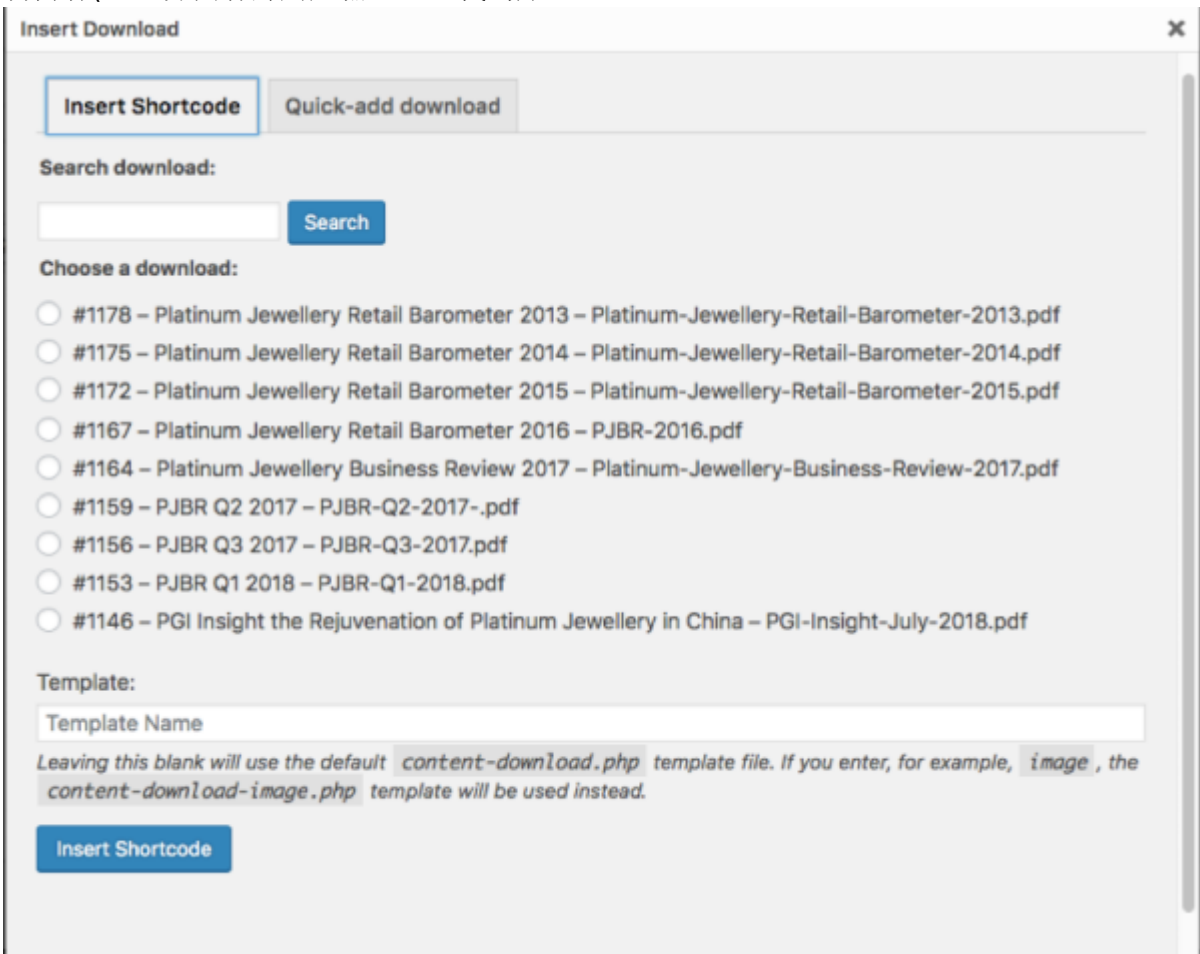 Insert Download
Insert Shortcode Quick-add download
Search download:
Search
Choose a download:
#1178 – Platinum Jewellery Retail Barometer 2013 – Platinum-Jewellery-Retail-Barometer-2013.pdf
#1175 – Platinum Jewellery Retail Barometer 2014 – Platinum-Jewellery-Retail-Barometer-2014.pdf
#1172 – Platinum Jewellery Retail Barometer 2015 – Platinum-Jewellery-Retail-Barometer-2015.pdf
#1167 – Platinum Jewellery Retail Barometer 2016 – PJBR-2016.pdf
#1164 – Platinum Jewellery Business Review 2017 – Platinum-Jewellery-Business-Review-2017.pdf
#1159 – PJBR Q2 2017 – PJBR-Q2-2017-.pdf
#1156 – PJBR Q3 2017 – PJBR-Q3-2017.pdf
#1153 – PJBR Q1 2018 – PJBR-Q1-2018.pdf
#1146 – PGI Insight the Rejuvenation of Platinum Jewellery in China – PGI-Insight-July-2018.pdf
Template:
Template Name
Leaving this blank will use the default content-download.php template file. If you enter, for example, image , the
content-download-image.php template will be used instead.
Insert Shortcode